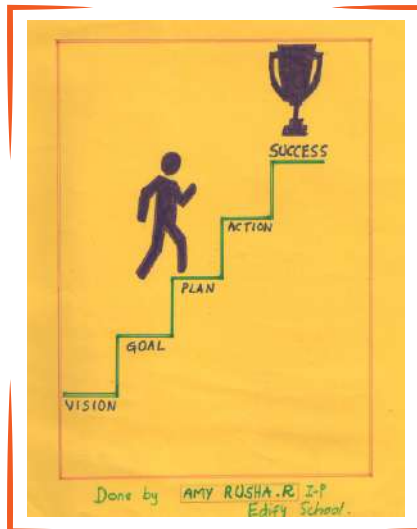 SUCCESS
ACTION
PLAN
GOAL
VISION
Done by AMY RUSHA.R I-P
Edify School.